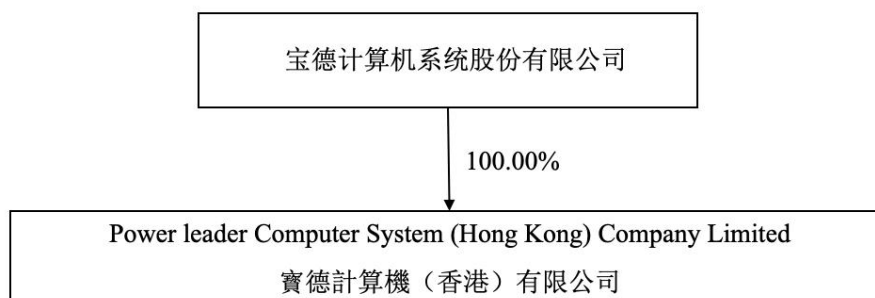 宝德计算机系统股份有限公司
100.00%
Power leader Computer System (Hong Kong) Company Limited
寳德計算機（香港）有限公司